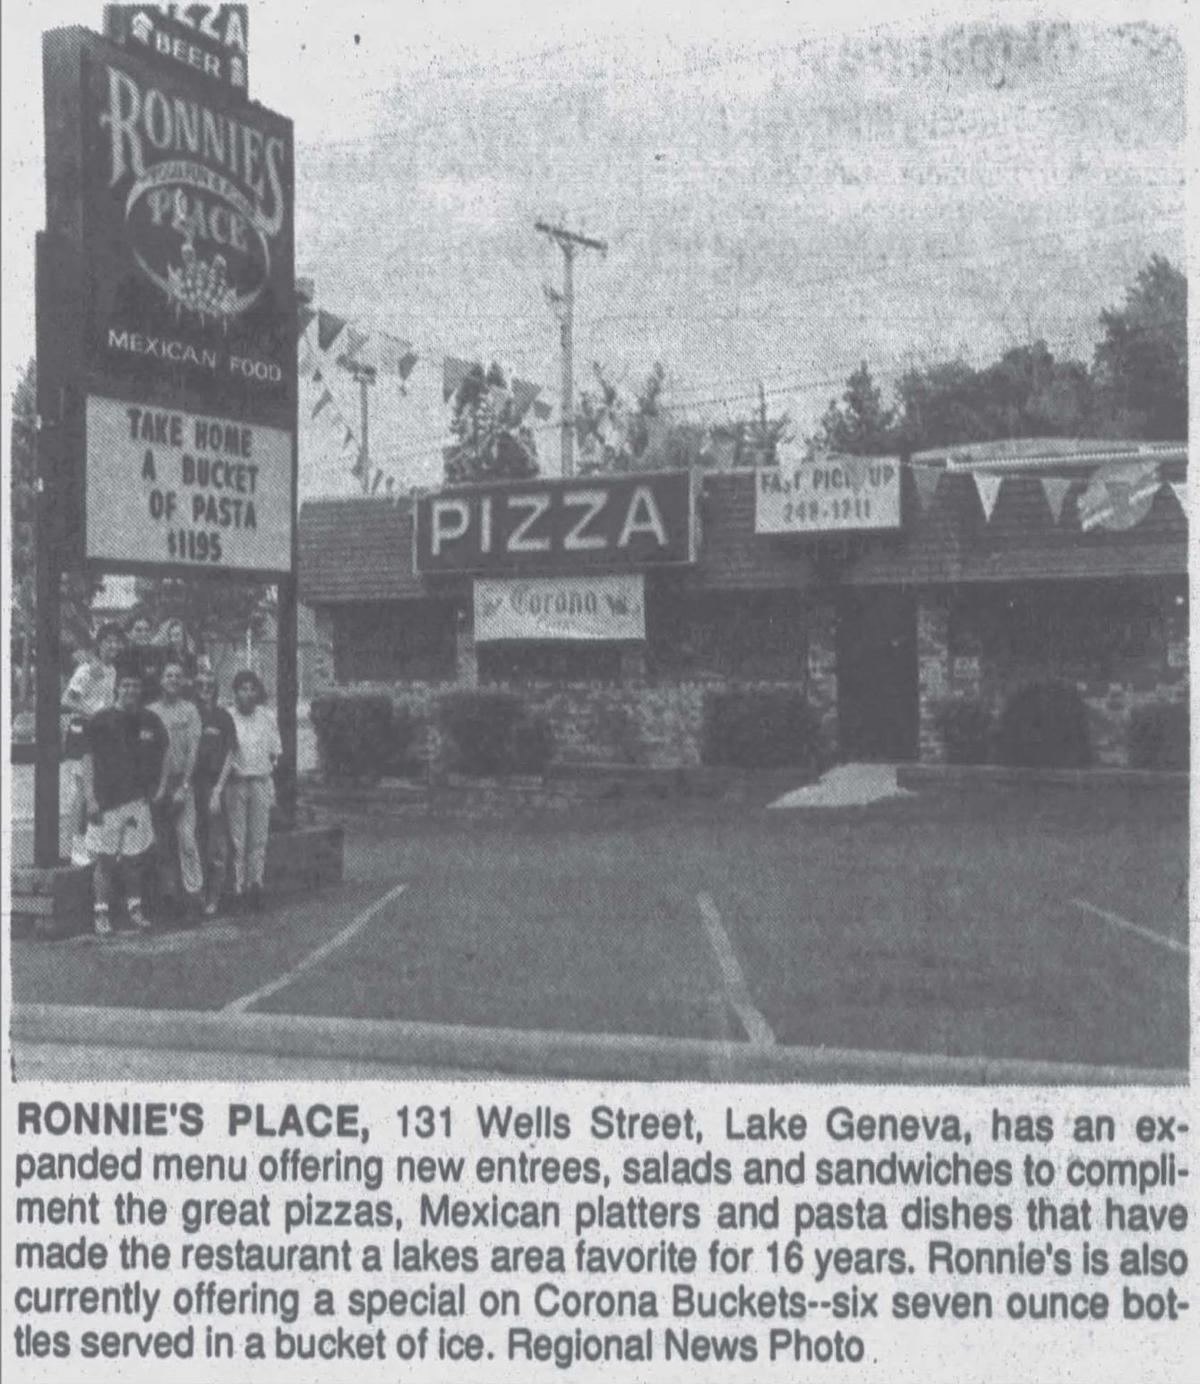 PIZZA
BEER
RONNIES
PLACE
MEXICAN FOOD
TAKE HOME
A BUCKET
OF PASTA
$1195
PIZZA
FAST PICK UP
248-1211
Corona
RONNIE'S PLACE, 131 Wells Street, Lake Geneva, has an ex-
panded menu offering new entrees, salads and sandwiches to compli-
ment the great pizzas, Mexican platters and pasta dishes that have
made the restaurant a lakes area favorite for 16 years. Ronnie's is also
currently offering a special on Corona Buckets--six seven ounce bot-
tles served in a bucket of ice. Regional News Photo